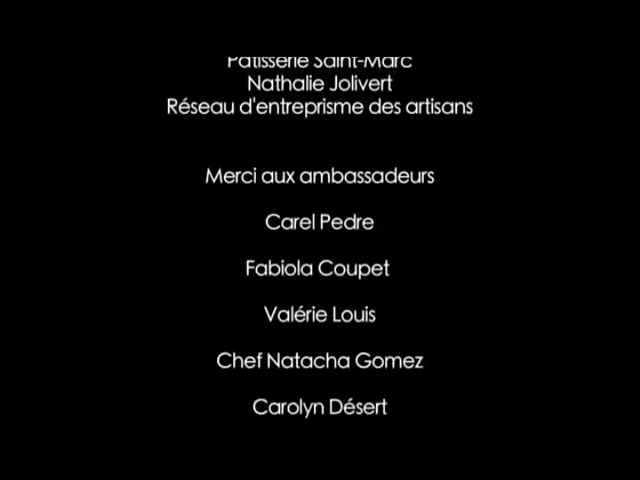 Patisserie Saint-Marc
Nathalie Jolivert
Réseau d'entreprisme des artisans
Merci aux ambassadeurs
Carel Pedre
Fabiola Coupet
Valérie Louis
Chef Natacha Gomez
Carolyn Désert